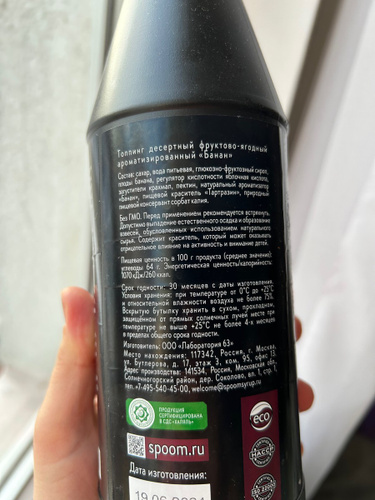 Топпинг десертный фруктово-ягодный
ароматизированный «Банан»
Состав: сахар, вода питьевая, глюкозно-фруктозный сироп,
плоды банана, регулятор кислотности яблочная кислота,
загустители крахмал, пектин, натуральный ароматизатор
«Банан», пищевой краситель «Тартразин», природный
пищевой консервант сорбат калия.
Без ГМО. Перед применением рекомендуется встряхнуть.
Допустимо выпадение естественного осадка и образование
взвесей, обусловленных использованием натурального
сырья. Содержит краситель, который может оказывать
отрицательное влияние на активность и внимание детей.
Пищевая ценность в 100 г продукта (средние значение):
углеводы 64 г. Энергетическая ценность/калорийность:
1070 кДж/260 ккал.
Срок годности: 30 месяцев с даты изготовления.
Условия хранения: при температуре от 0°C до +25°C
и относительной влажности воздуха не более 75%.
Вскрытую бутылку хранить в сухом, прохладном,
защищённом от прямых солнечных лучей месте при
температуре не выше +25°C не более 4-х месяцев
в пределах общего срока годности.
Изготовитель: ООО «Лаборатория 63»
Место нахождения: 117342, Россия, г. Москва,
ул. Бутлерова, д. 17, этаж 3, ком. 95, офис 13.
Адрес производства: 141534, Россия, Московская обл.,
Солнечногорский район, дер. Соколово, вл. 1, стр. 1,
тел.: +7-495-540-45-00, welcome@spoomsyrup.ru
ПРОДУКЦИЯ
СЕРТИФИЦИРОВАНА
В СДС «ХАЛЯЛЬ»
eco
spoom.ru
HACCP
Дата изготовления: